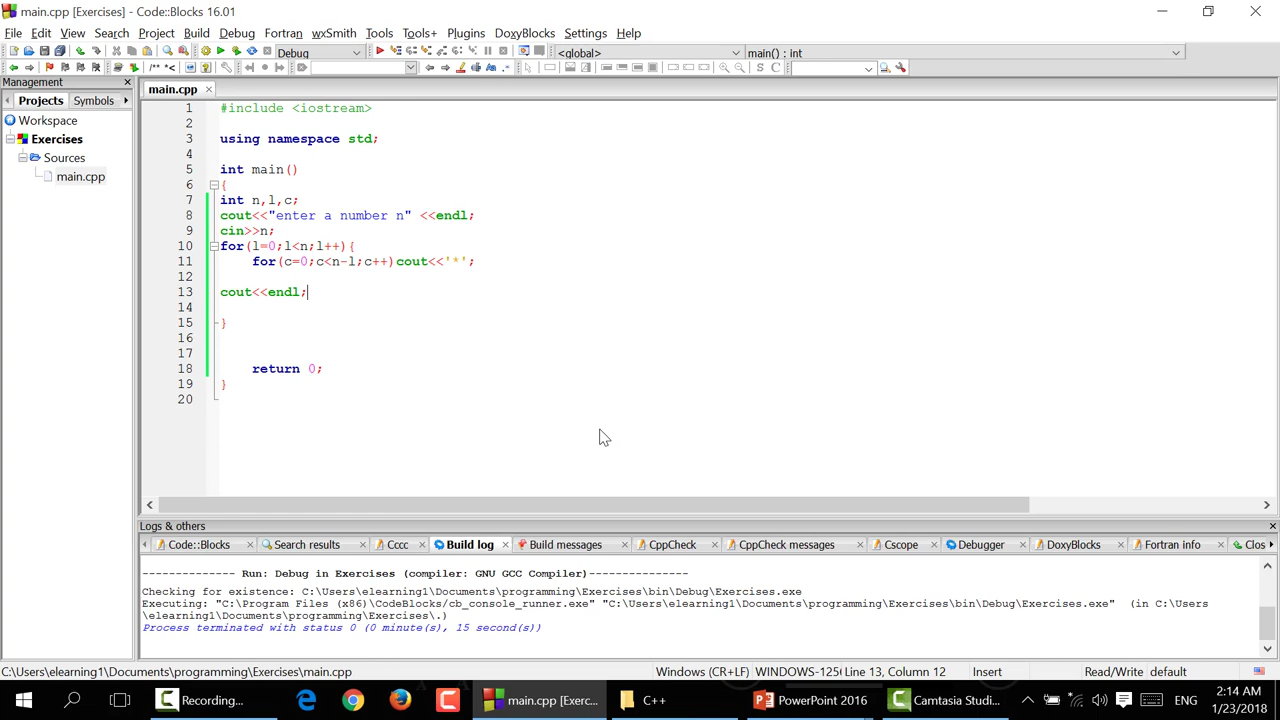 main.cpp [Exercises] - Code::Blocks 16.01
File Edit View Search Project Build Debug Fortran wxSmith Tools Tools+ Plugins DoxyBlocks Settings Help
Debug <global> main() : int
/** *<
Management
main.cpp
Projects Symbols
1 #include <iostream>
Workspace
2
Exercises
3 using namespace std;
Sources
4
main.cpp
5 int main()
6 {
7 int n,l,c;
8 cout<<"enter a number n" <<endl;
9 cin>>n;
10 for(l=0;l<n;l++){
11 for(c=0;c<n-l;c++)cout<<'*';
12
13 cout<<endl;
14
15 }
16
17
18 return 0;
19 }
20
Logs & others
Code::Blocks Search results Cccc Build log Build messages CppCheck CppCheck messages Cscope Debugger DoxyBlocks Fortran info Clos
-------------- Run: Debug in Exercises (compiler: GNU GCC Compiler)---------------
Checking for existence: C:\Users\elearning1\Documents\programming\Exercises\bin\Debug\Exercises.exe
Executing: "C:\Program Files (x86)\CodeBlocks/cb_console_runner.exe" "C:\Users\elearning1\Documents\programming\Exercises\bin\Debug\Exercises.exe"  (in C:\Users
\elearning1\Documents\programming\Exercises\.)
Process terminated with status 0 (0 minute(s), 15 second(s))
C:\Users\elearning1\Documents\programming\Exercises\main.cpp Windows (CR+LF) WINDOWS-125( Line 13, Column 12 Insert Read/Write default
Recording... main.cpp [Exerc... C++ PowerPoint 2016 Camtasia Studi... ENG 2:14 AM
1/23/2018